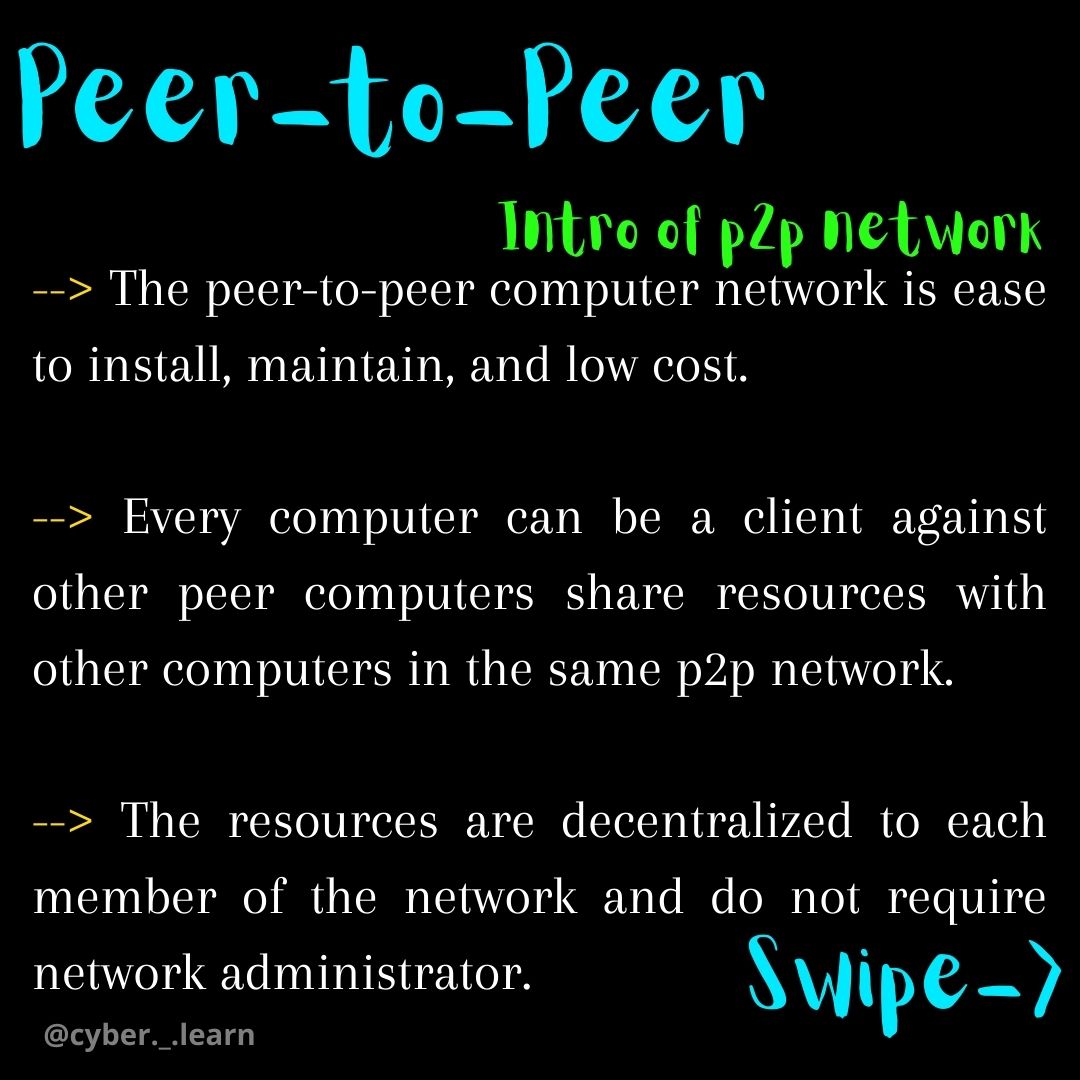 Peer-to-Peer
Intro of p2p network
--> The peer-to-peer computer network is ease
to install, maintain, and low cost.
--> Every computer can be a client against
other peer computers share resources with
other computers in the same p2p network.
--> The resources are decentralized to each
member of the network and do not require
network administrator.
Swipe->
@cyber._.learn